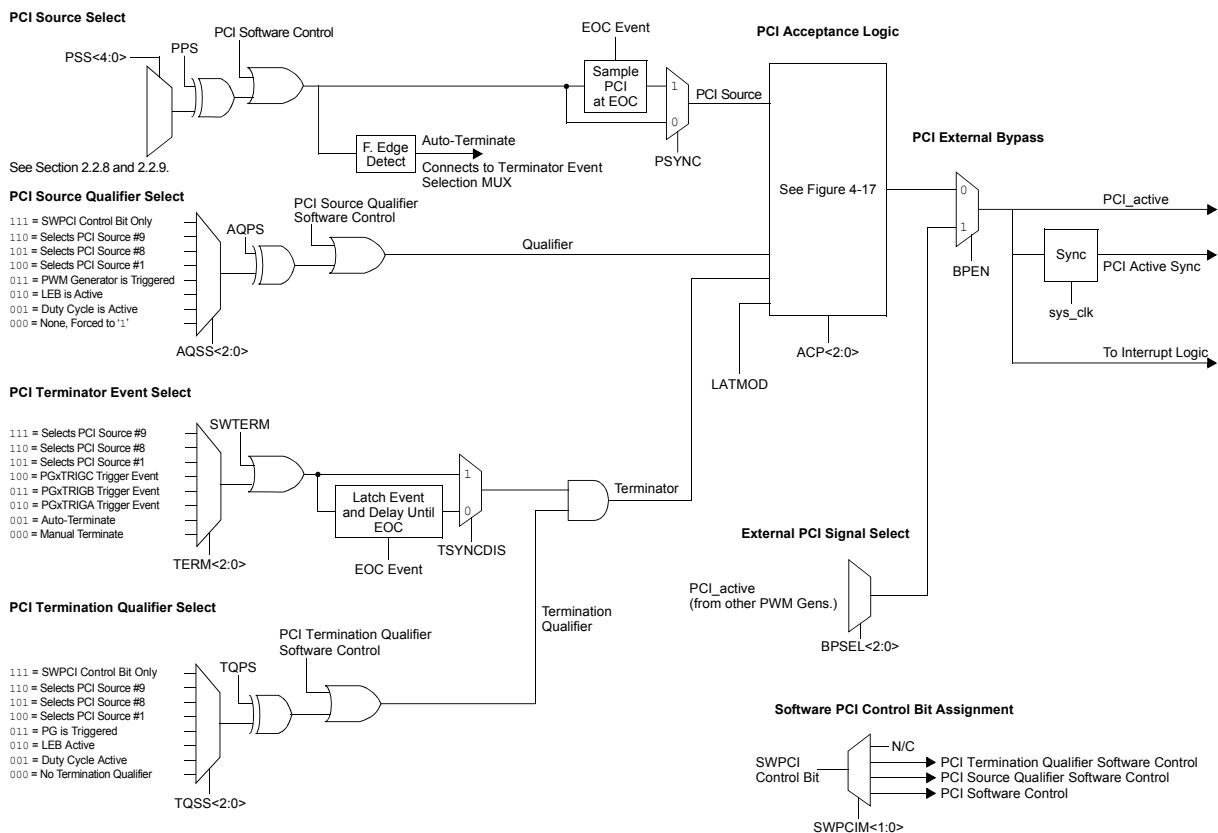 PCI Source Select
PSS<4:0>
PPS
PCI Software Control
See Section 2.2.8 and 2.2.9.
F. Edge
Detect
Auto-Terminate
Connects to Terminator Event
Selection MUX
EOC Event
Sample
PCI
at EOC
1
0
PSYNC
PCI Source
PCI Acceptance Logic
See Figure 4-17
ACP<2:0>
LATMOD
PCI External Bypass
0
1
BPEN
PCI_active
Sync
PCI Active Sync
sys_clk
To Interrupt Logic
PCI Source Qualifier Select
111 = SWPCI Control Bit Only
110 = Selects PCI Source #9
101 = Selects PCI Source #8
100 = Selects PCI Source #1
011 = PWM Generator is Triggered
010 = LEB is Active
001 = Duty Cycle is Active
000 = None, Forced to ‘1’
AQSS<2:0>
AQPS
PCI Source Qualifier
Software Control
Qualifier
PCI Terminator Event Select
111 = Selects PCI Source #9
110 = Selects PCI Source #8
101 = Selects PCI Source #1
100 = PGxTRIGC Trigger Event
011 = PGxTRIGB Trigger Event
010 = PGxTRIGA Trigger Event
001 = Auto-Terminate
000 = Manual Terminate
TERM<2:0>
SWTERM
Latch Event
and Delay Until
EOC
EOC Event
1
0
TSYNCDIS
Terminator
PCI Termination Qualifier Select
111 = SWPCI Control Bit Only
110 = Selects PCI Source #9
101 = Selects PCI Source #8
100 = Selects PCI Source #1
011 = PG is Triggered
010 = LEB Active
001 = Duty Cycle Active
000 = No Termination Qualifier
TQSS<2:0>
TQPS
PCI Termination Qualifier
Software Control
Termination
Qualifier
External PCI Signal Select
PCI_active
(from other PWM Gens.)
BPSEL<2:0>
Software PCI Control Bit Assignment
SWPCI
Control Bit
N/C
PCI Termination Qualifier Software Control
PCI Source Qualifier Software Control
PCI Software Control
SWPCIM<1:0>